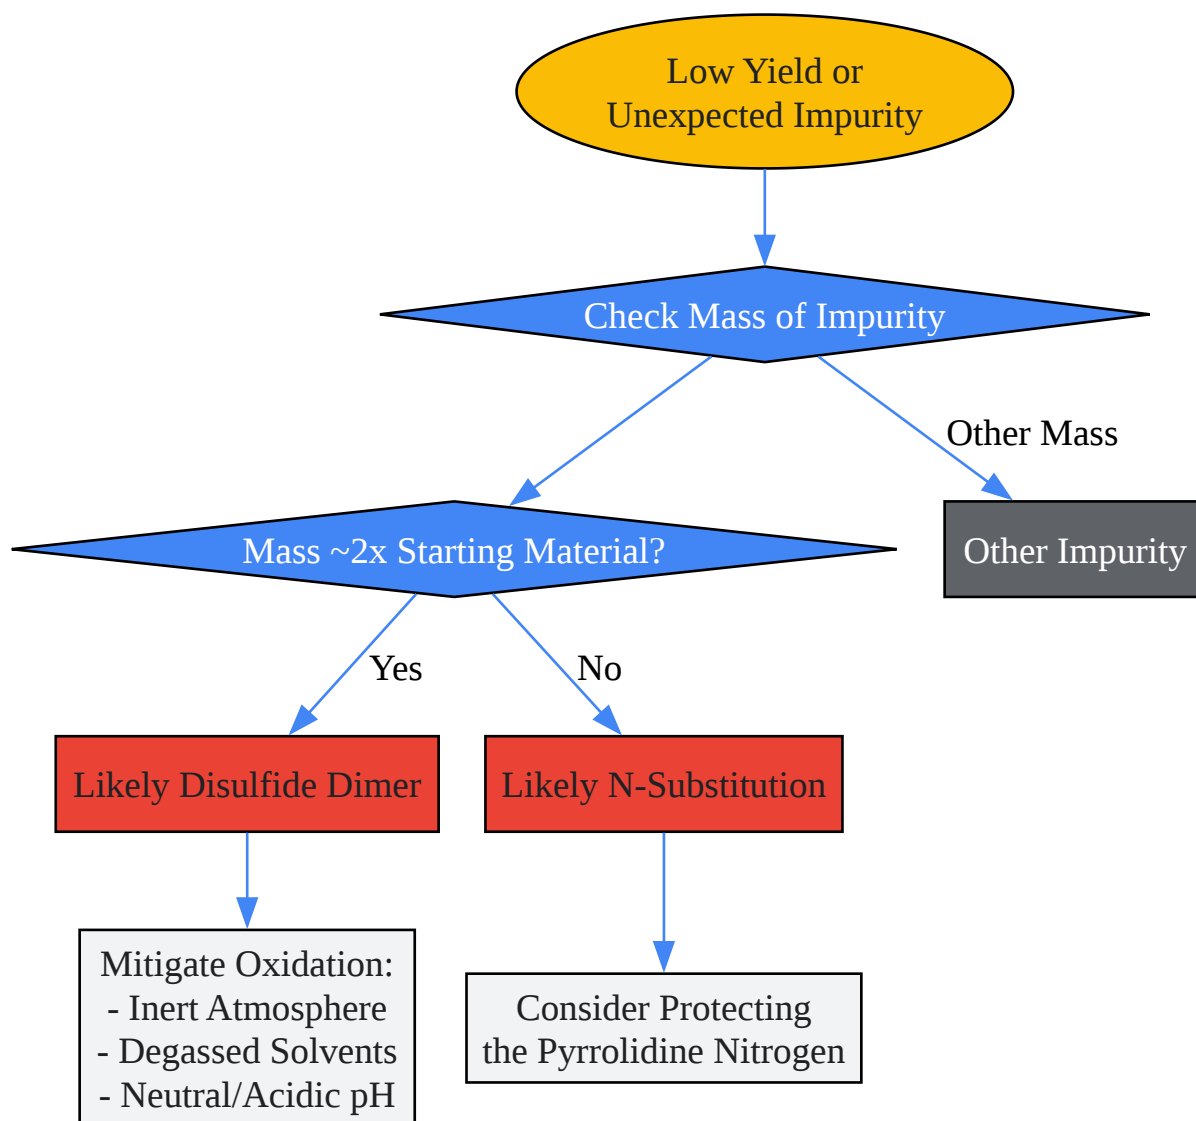 Low Yield or
Unexpected Impurity
Check Mass of Impurity
Other Mass
Mass ~2x Starting Material?
Other Impurity
Yes
No
Likely Disulfide Dimer
Likely N-Substitution
Mitigate Oxidation:
- Inert Atmosphere
- Degassed Solvents
- Neutral/Acidic pH
Consider Protecting
the Pyrrolidine Nitrogen